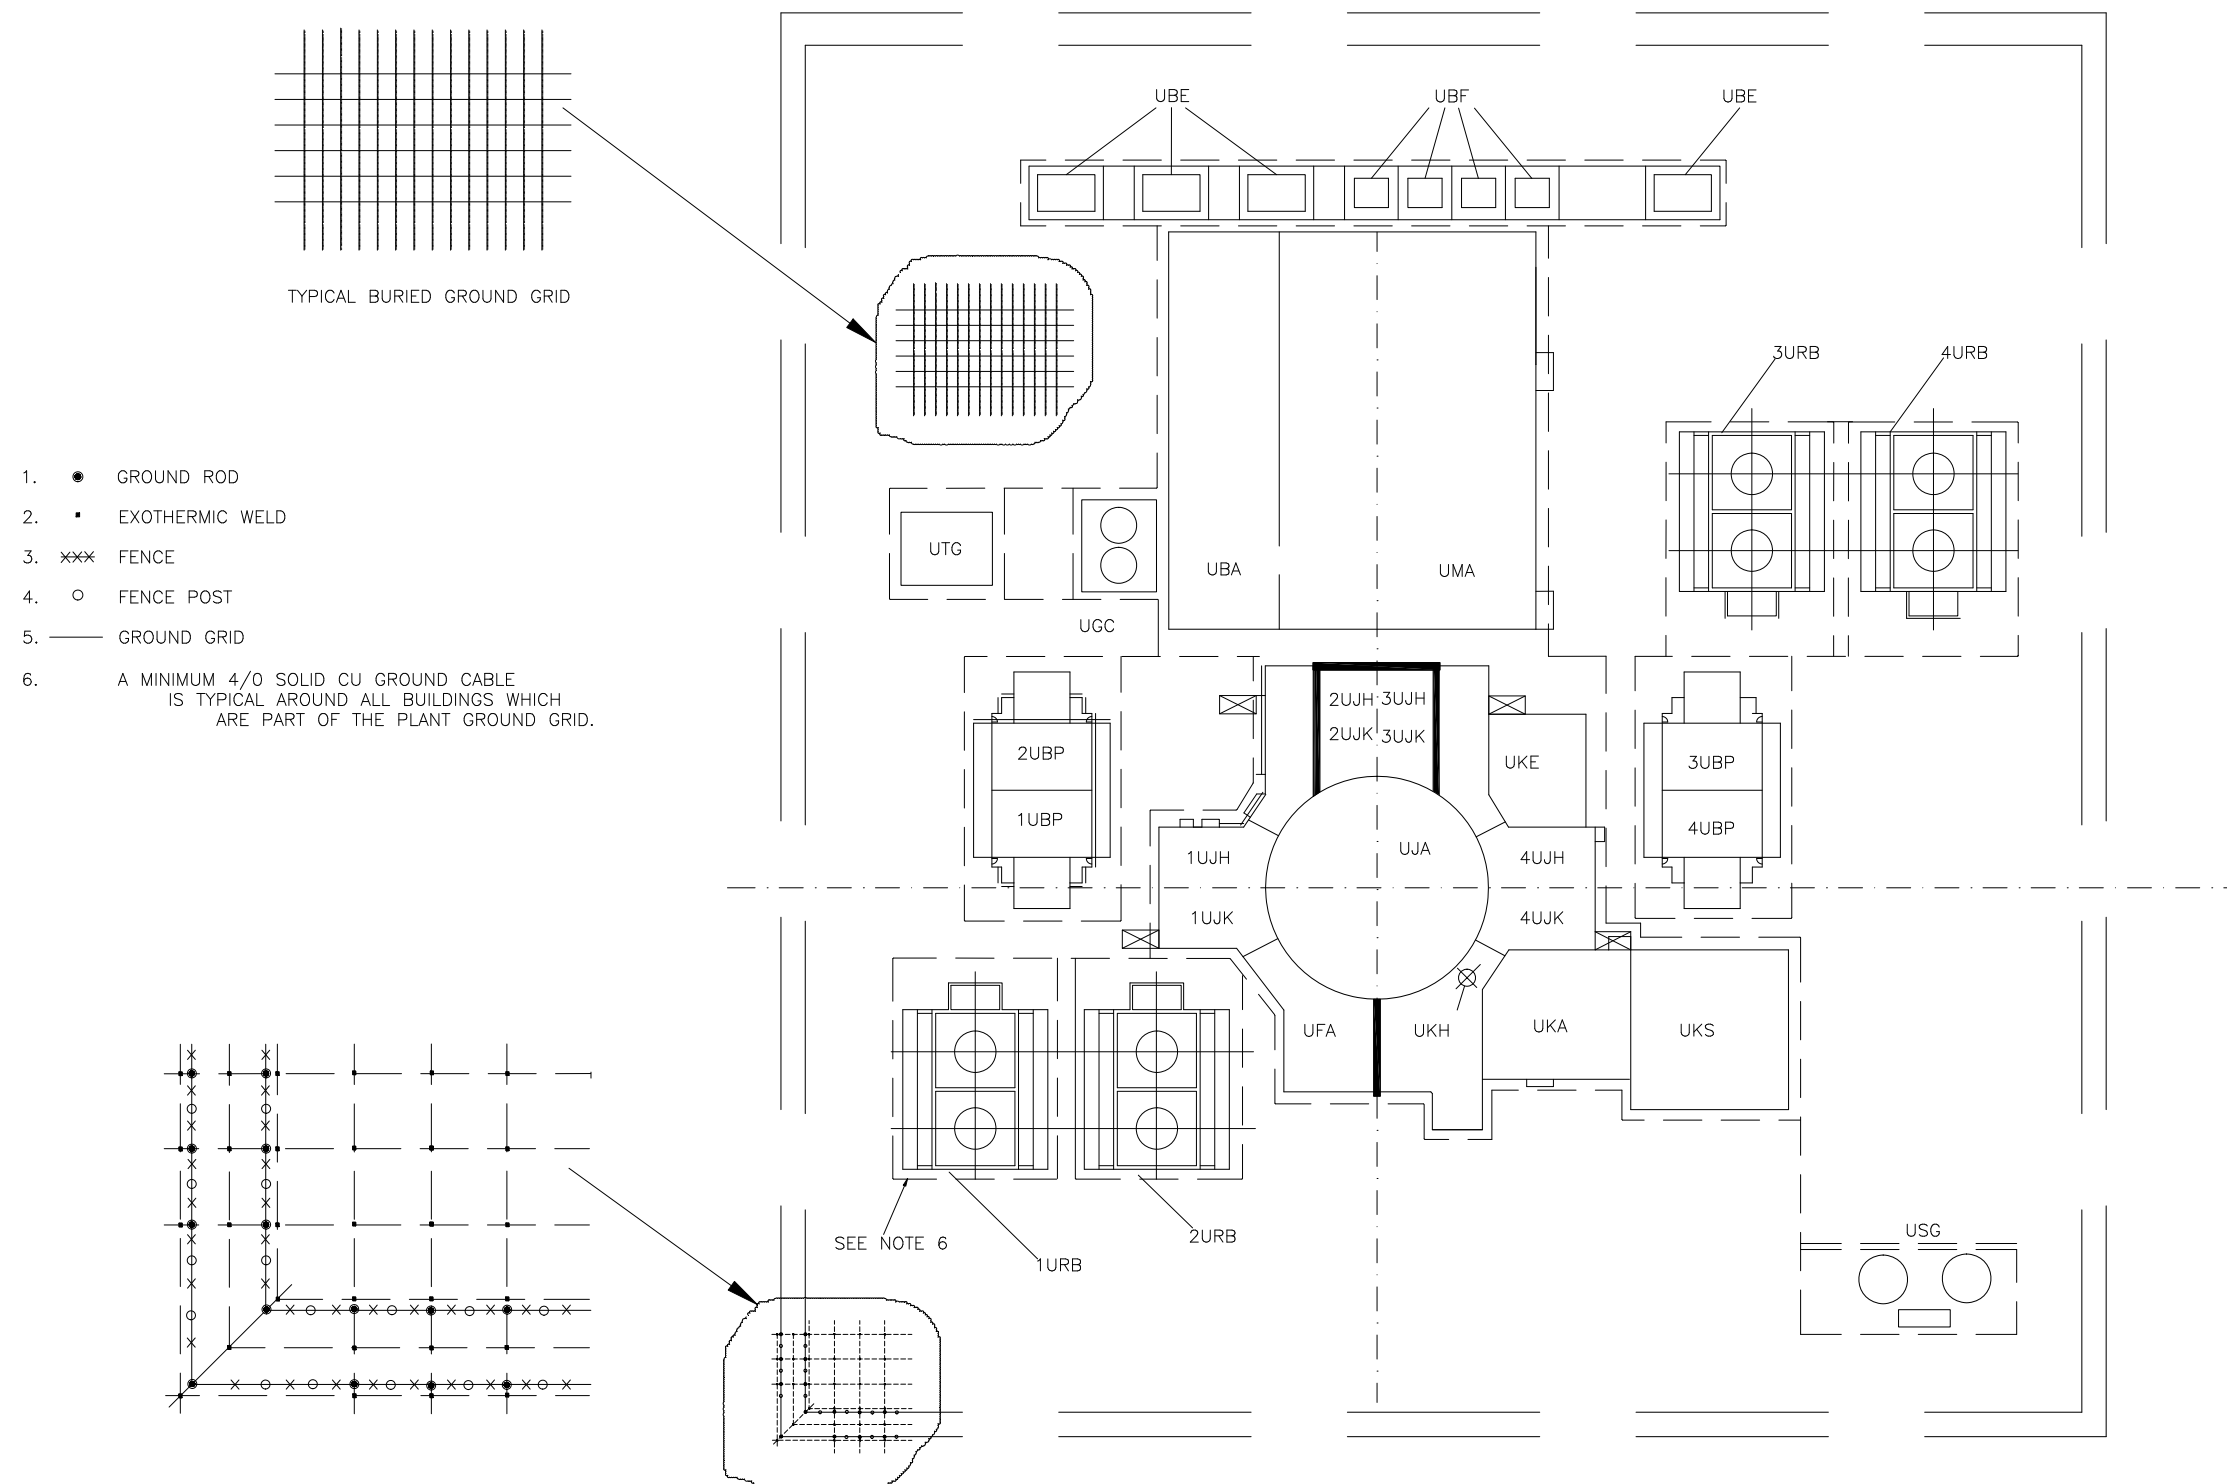 UBE
UBF
UBE
TYPICAL BURIED GROUND GRID
3URB
4URB
1. GROUND ROD
2. EXOTHERMIC WELD
3. FENCE
4. FENCE POST
5. GROUND GRID
6. A MINIMUM 4/0 SOLID CU GROUND CABLE
IS TYPICAL AROUND ALL BUILDINGS WHICH
ARE PART OF THE PLANT GROUND GRID.
UTG
UBA
UMA
UGC
2UJH 3UJH
2UJK 3UJK
2UBP
1UBP
UKE
3UBP
4UBP
UJA
1UJH
4UJH
1UJK
4UJK
UFA
UKH
UKA
UKS
SEE NOTE 6
1URB
2URB
USG